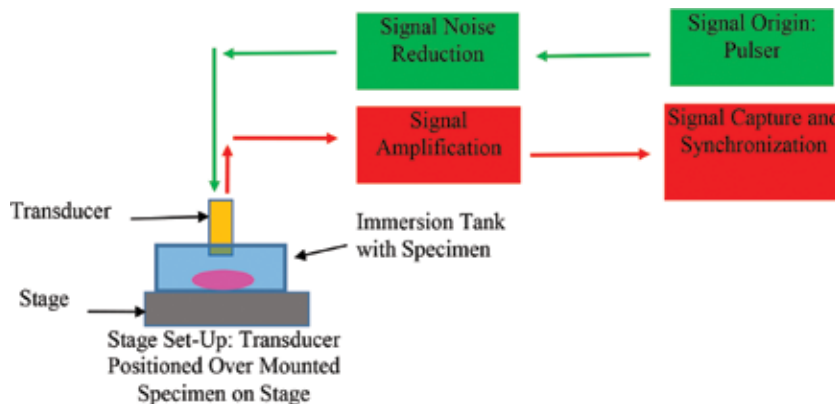 Signal Noise
Reduction
Signal Origin:
Pulser
Signal
Amplification
Signal Capture and
Synchronization
Transducer
Immersion Tank
with Specimen
Stage
Stage Set-Up: Transducer
Positioned Over Mounted
Specimen on Stage